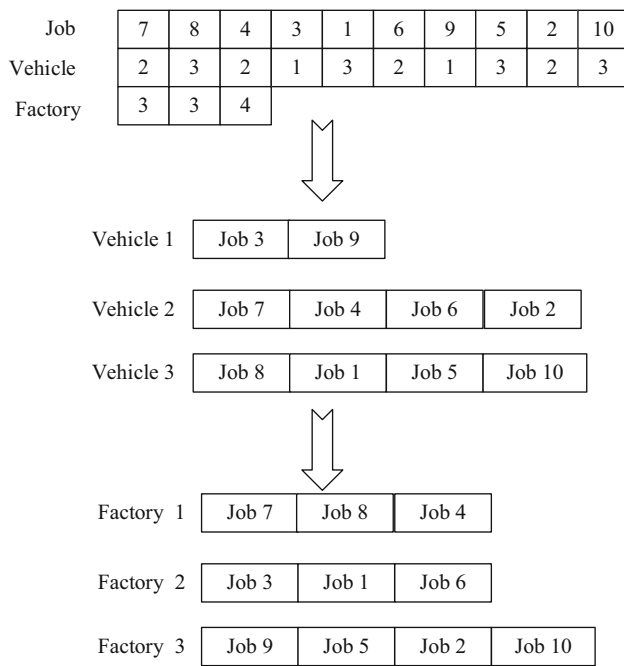 Job 7 8 4 3 1 6 9 5 2 10
Vehicle 2 3 2 1 3 2 1 3 2 3
Factory 3 3 4
Vehicle 1 Job 3 Job 9
Vehicle 2 Job 7 Job 4 Job 6 Job 2
Vehicle 3 Job 8 Job 1 Job 5 Job 10
Factory 1 Job 7 Job 8 Job 4
Factory 2 Job 3 Job 1 Job 6
Factory 3 Job 9 Job 5 Job 2 Job 10